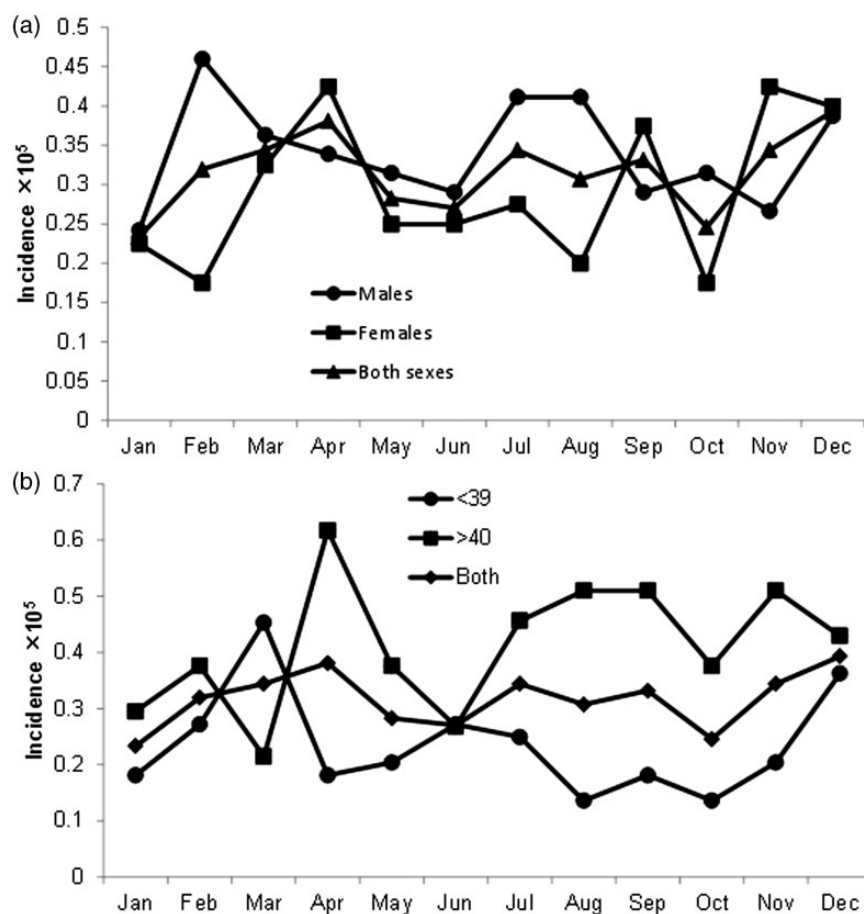 (a)
0.5
0.45
0.4
0.35
0.3
0.25
0.2
0.15
0.1
0.05
0
Incidence ×10⁵
Males
Females
Both sexes
Jan Feb Mar Apr May Jun Jul Aug Sep Oct Nov Dec
(b)
0.7
0.6
0.5
0.4
0.3
0.2
0.1
0
Incidence ×10⁵
<39
>40
Both
Jan Feb Mar Apr May Jun Jul Aug Sep Oct Nov Dec